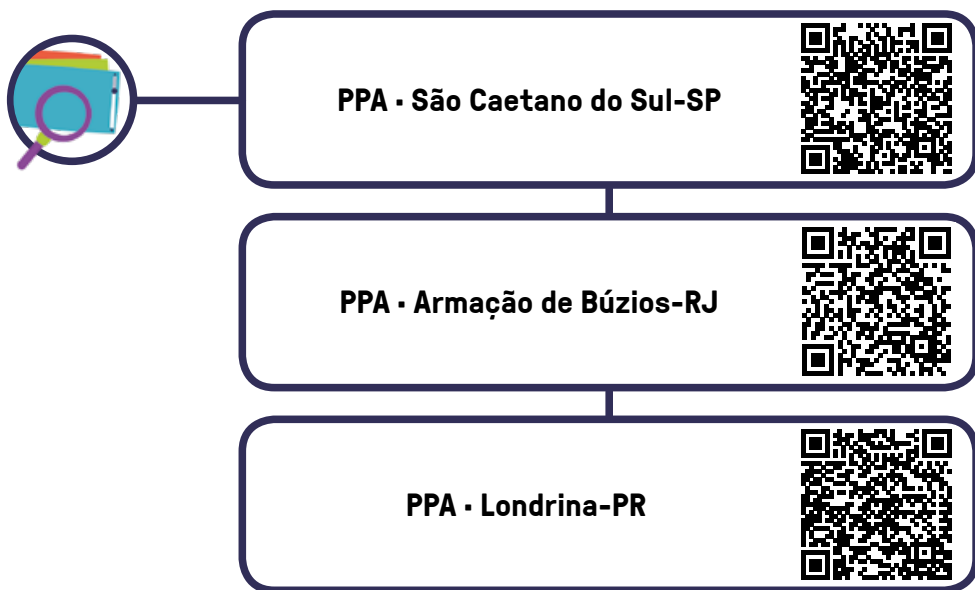 PPA · São Caetano do Sul-SP
PPA · Armação de Búzios-RJ
PPA · Londrina-PR